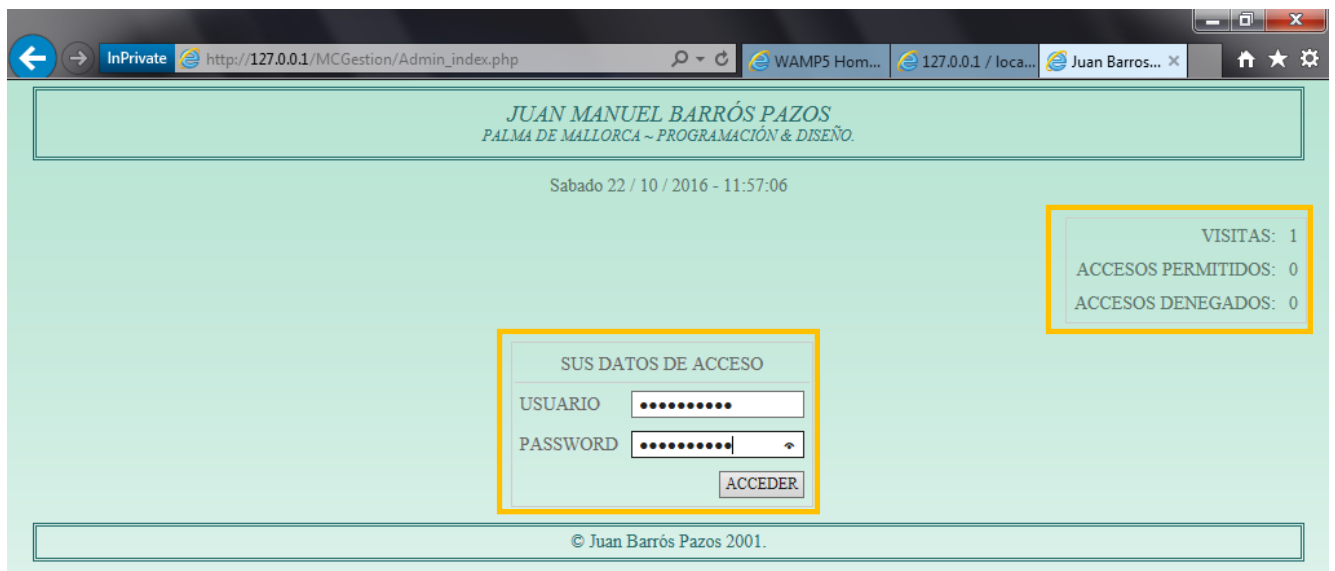 InPrivate http://127.0.0.1/MCGestion/Admin_index.php WAMP5 Hom... 127.0.0.1 / loca... Juan Barros...
JUAN MANUEL BARRÓS PAZOS
PALMA DE MALLORCA ~ PROGRAMACIÓN & DISEÑO.
Sabado 22 / 10 / 2016 - 11:57:06
VISITAS: 1
ACCESOS PERMITIDOS: 0
ACCESOS DENEGADOS: 0
SUS DATOS DE ACCESO
USUARIO ••••••••••
PASSWORD ••••••••••
ACCEDER
© Juan Barrós Pazos 2001.